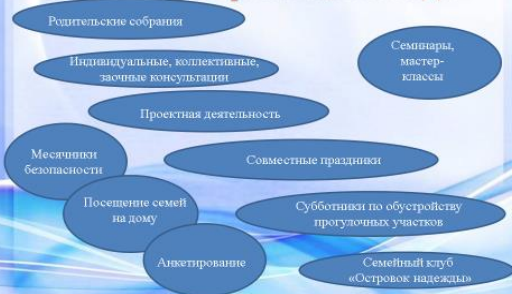 Родительские собрания
Семинары,
мастер-
классы
Индивидуальные, коллективные,
заочные консультации
Проектная деятельность
Месячники
безопасности
Совместные праздники
Посещение семей
на дому
Субботники по обустройству
прогулочных участков
Анкетирование
Семейный клуб
«Островок надежды»